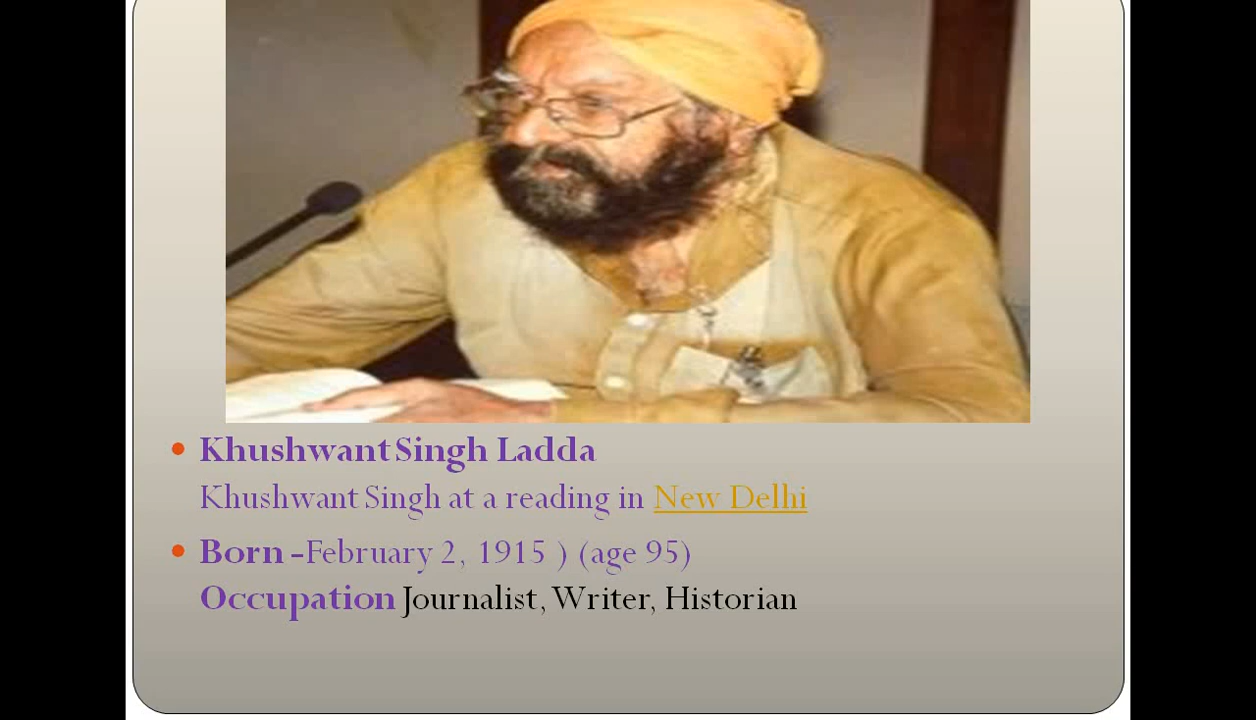 Khushwant Singh Ladda
Khushwant Singh at a reading in New Delhi
Born –February 2, 1915 ) (age 95)
Occupation Journalist, Writer, Historian